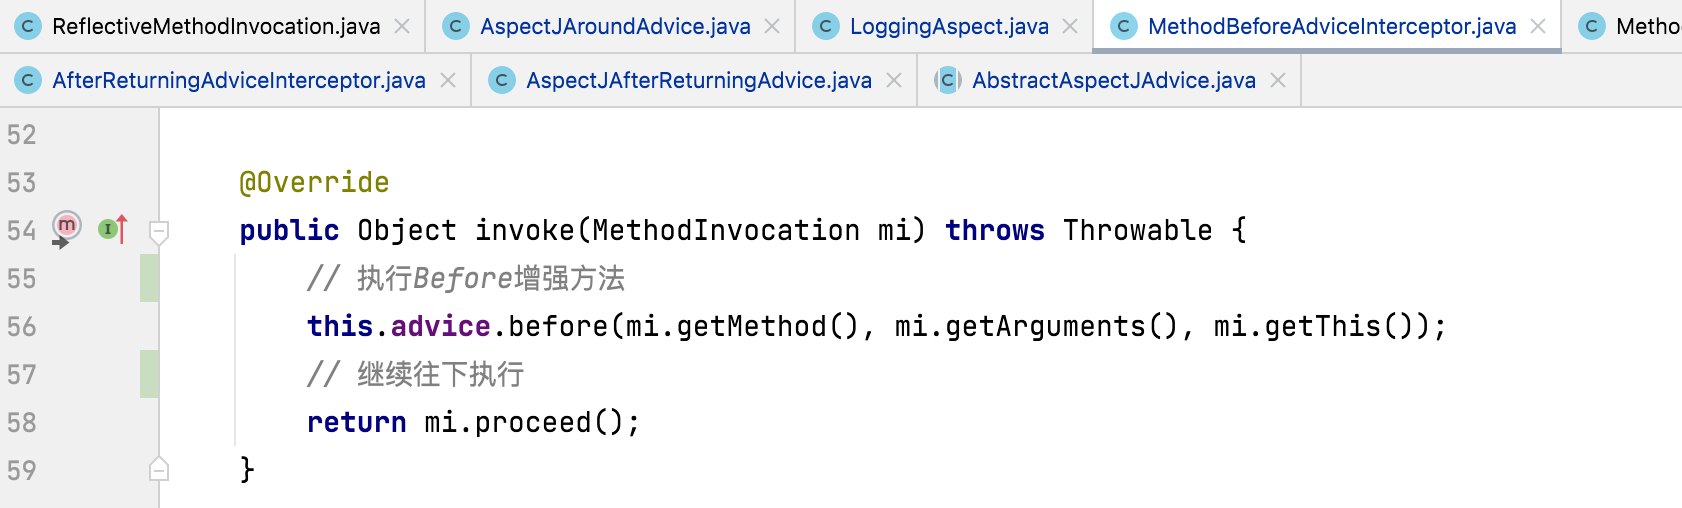 ReflectiveMethodInvocation.java AspectJAroundAdvice.java LoggingAspect.java MethodBeforeAdviceInterceptor.java Metho
AfterReturningAdviceInterceptor.java AspectJAfterReturningAdvice.java AbstractAspectJAdvice.java
52
53 @Override
54 public Object invoke(MethodInvocation mi) throws Throwable {
55 // 执行Before增强方法
56 this.advice.before(mi.getMethod(), mi.getArguments(), mi.getThis());
57 // 继续往下执行
58 return mi.proceed();
59 }